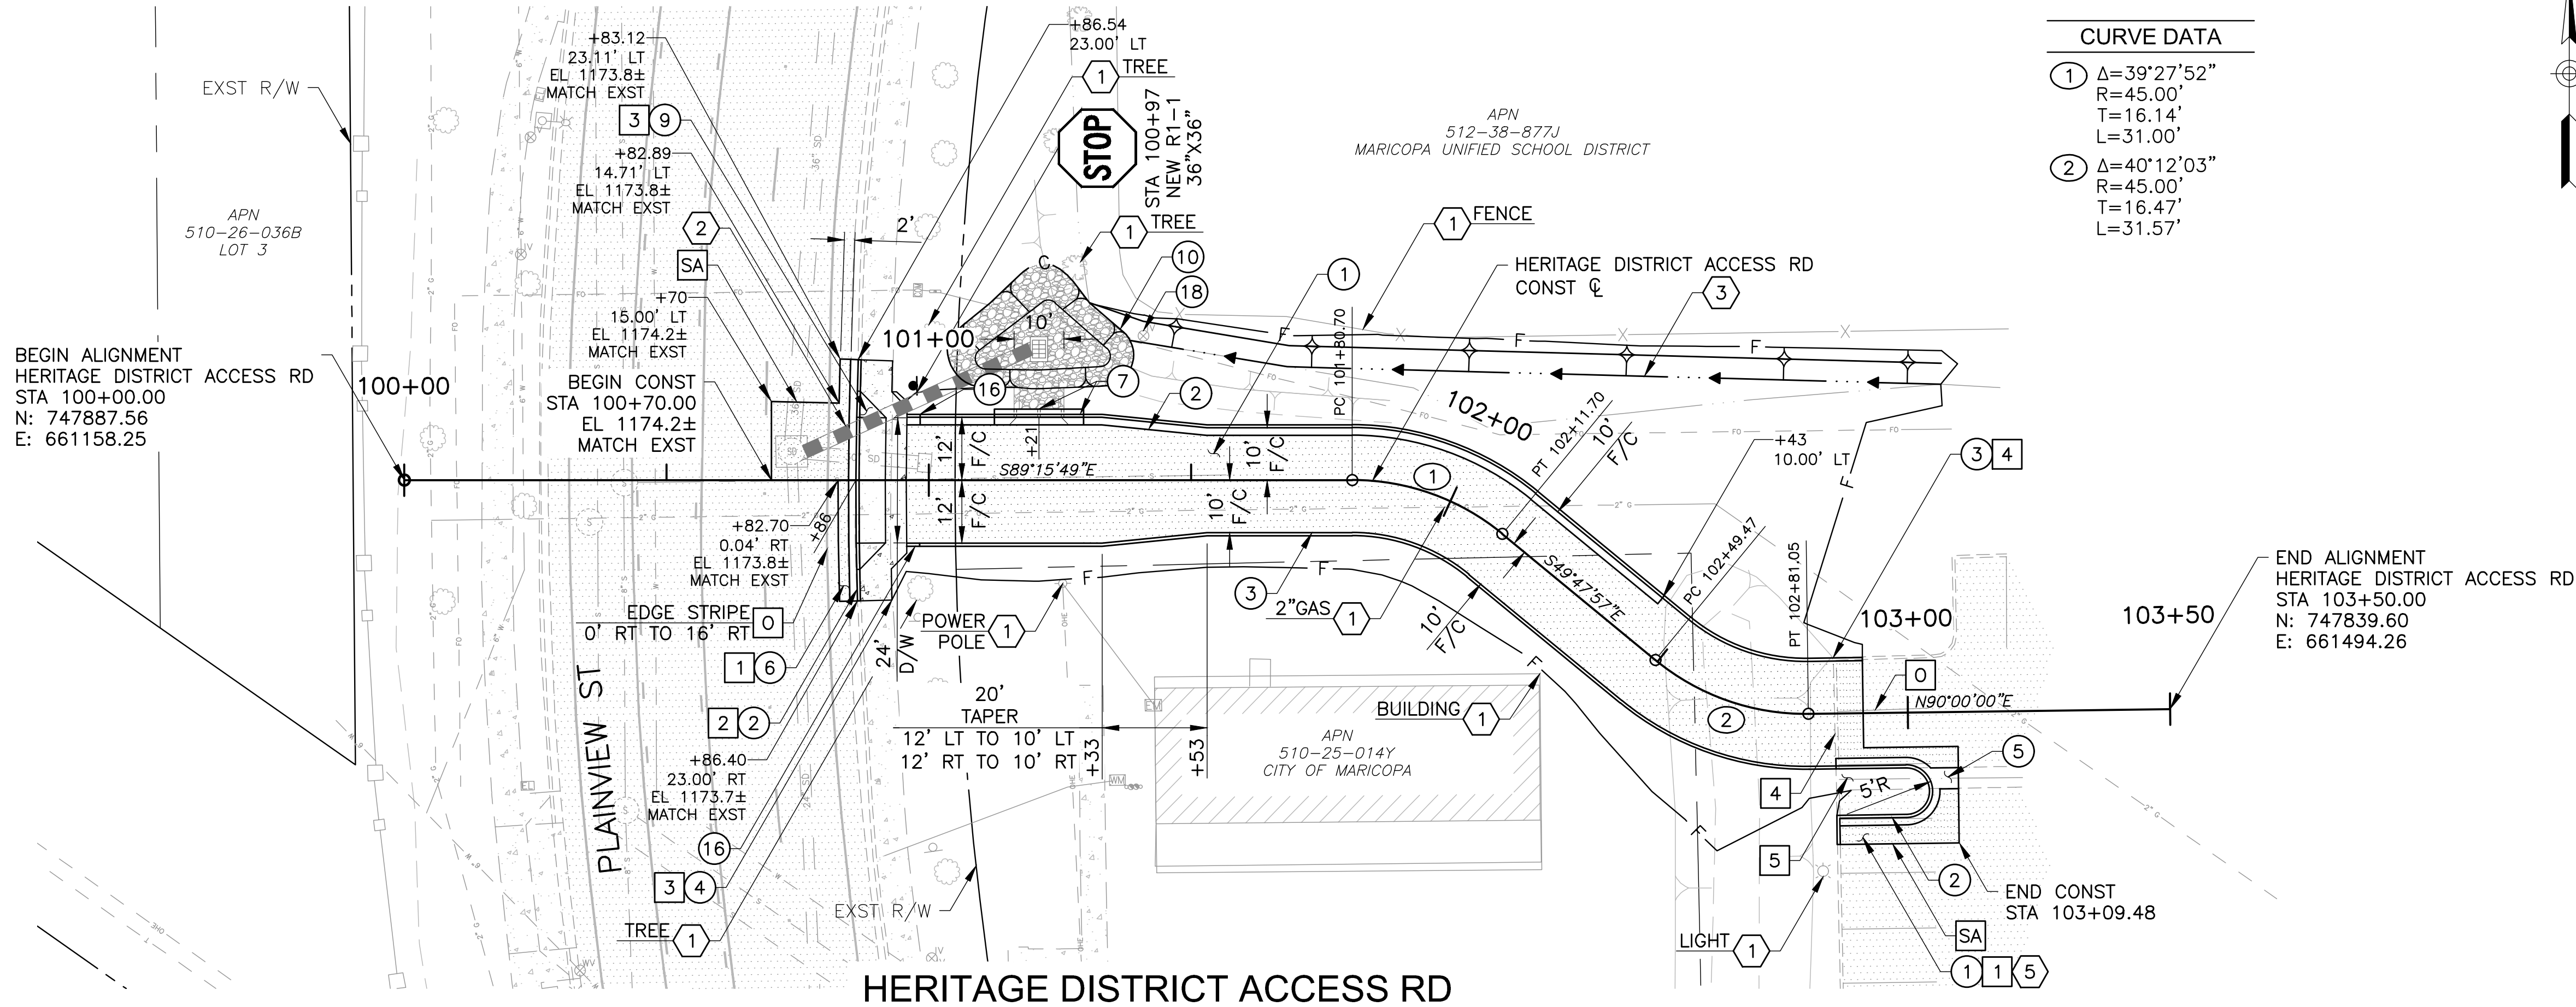 CURVE DATA
1 Δ=39°27'52"
R=45.00'
T=16.14'
L=31.00'
2 Δ=40°12'03"
R=45.00'
T=16.47'
L=31.57'
EXST R/W
APN
510-26-036B
LOT 3
BEGIN ALIGNMENT
HERITAGE DISTRICT ACCESS RD
STA 100+00.00
N: 747887.56
E: 661158.25
100+00
+83.12
23.11' LT
EL 1173.8±
MATCH EXST
3 9
+82.89
14.71' LT
EL 1173.8±
MATCH EXST
2
SA
+70
15.00' LT
EL 1174.2±
MATCH EXST
BEGIN CONST
STA 100+70.00
EL 1174.2±
MATCH EXST
+82.70
0.04' RT
EL 1173.8±
MATCH EXST
+86
EDGE STRIPE
0' RT TO 16' RT
0
1 6
2 2
+86.40
23.00' RT
EL 1173.7±
MATCH EXST
16
3 4
TREE 1
PLAINVIEW ST
+86.54
23.00' LT
1 TREE
STOP
STA 100+97
NEW R1-1
36"X36"
1 TREE
2'
C
10'
101+00
10
18
16
7
2
1
+21
12'
F/C
12'
F/C
10'
F/C
10'
F/C
S89°15'49"E
24'
D/W
POWER
POLE
1
20'
TAPER
12' LT TO 10' LT
12' RT TO 10' RT
+33
+53
EXST R/W
APN
512-38-877J
MARICOPA UNIFIED SCHOOL DISTRICT
1 FENCE
HERITAGE DISTRICT ACCESS RD
CONST ℄
3
PC 101+80.70
102+00
PT 102+11.70
10'
F/C
+43
10.00' LT
3 4
1
3
2"GAS 1
10'
F/C
S49°47'57"E
PC 102+49.47
PT 102+81.05
103+00
103+50
0
N90°00'00"E
2
BUILDING 1
APN
510-25-014Y
CITY OF MARICOPA
4
5
5'R
5
2
LIGHT 1
END CONST
STA 103+09.48
SA
1 1 5
END ALIGNMENT
HERITAGE DISTRICT ACCESS RD
STA 103+50.00
N: 747839.60
E: 661494.26
HERITAGE DISTRICT ACCESS RD